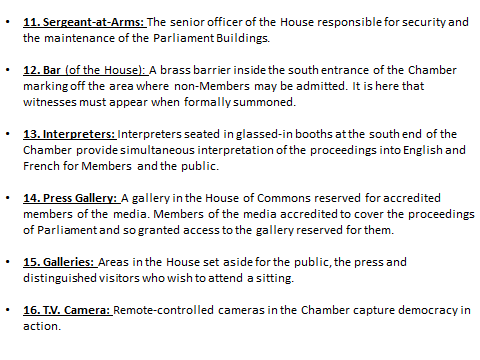 • 11. Sergeant-at-Arms: The senior officer of the House responsible for security and
the maintenance of the Parliament Buildings.
• 12. Bar (of the House): A brass barrier inside the south entrance of the Chamber
marking off the area where non-Members may be admitted. It is here that
witnesses must appear when formally summoned.
• 13. Interpreters: Interpreters seated in glassed-in booths at the south end of the
Chamber provide simultaneous interpretation of the proceedings into English and
French for Members and the public.
• 14. Press Gallery: A gallery in the House of Commons reserved for accredited
members of the media. Members of the media accredited to cover the proceedings
of Parliament and so granted access to the gallery reserved for them.
• 15. Galleries: Areas in the House set aside for the public, the press and
distinguished visitors who wish to attend a sitting.
• 16. T.V. Camera: Remote-controlled cameras in the Chamber capture democracy in
action.